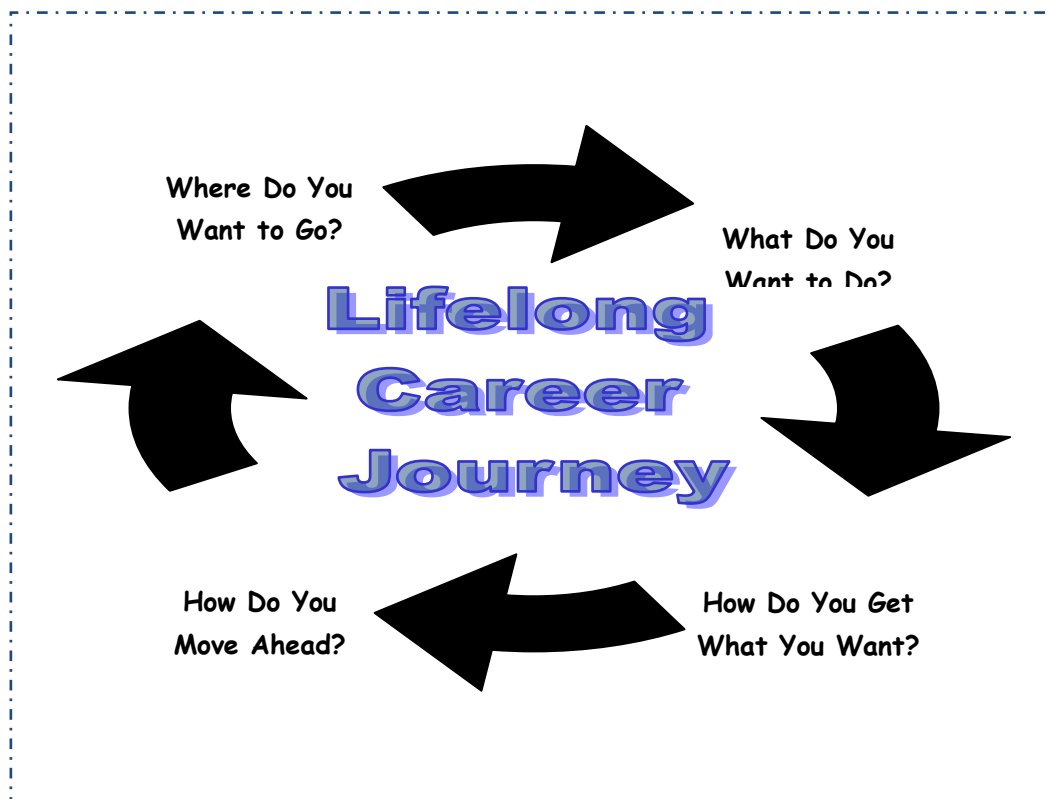 Where Do You
Want to Go?
What Do You
Want to Do?
Lifelong
Career
Journey
How Do You
Move Ahead?
How Do You Get
What You Want?